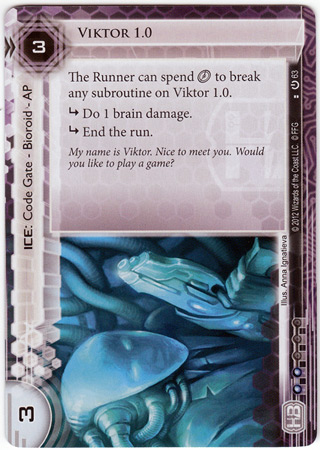 3
VIKTOR 1.0
The Runner can spend to break
any subroutine on Viktor 1.0.
Do 1 brain damage.
End the run.
My name is Viktor. Nice to meet you. Would
you like to play a game?
ICE: Code Gate - Bioroid - AP
3
63
© 2012 Wizards of the Coast LLC. © FFG
Illus. Anna Ignatieva
HB